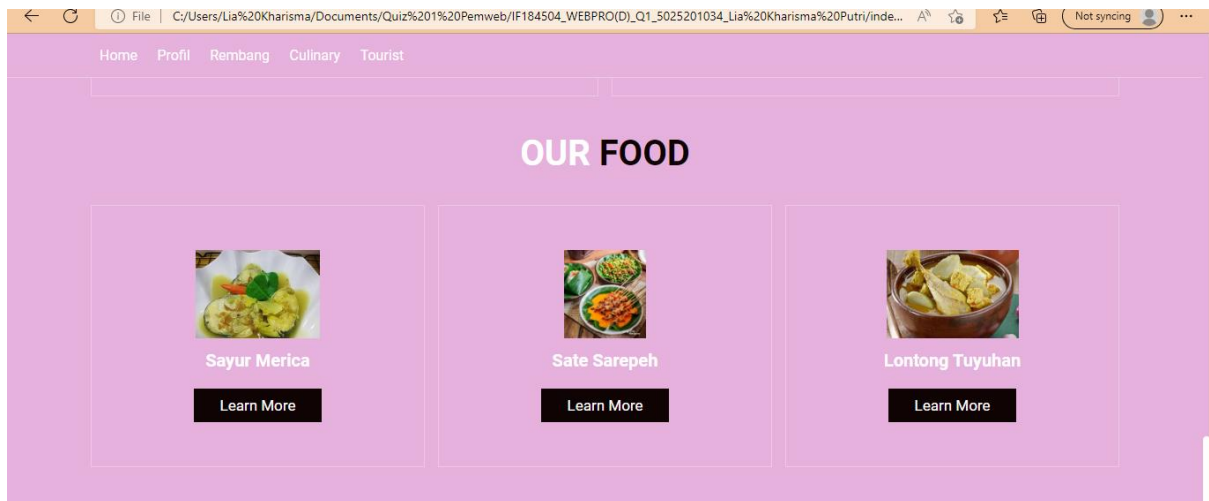 File C:/Users/Lia%20Kharisma/Documents/Quiz%201%20Pemweb/IF184504_WEBPRO(D)_Q1_5025201034_Lia%20Kharisma%20Putri/inde... Not syncing
Home Profil Rembang Culinary Tourist
OUR FOOD
Sayur Merica Sate Sarepeh Lontong Tuyuhan
Learn More Learn More Learn More